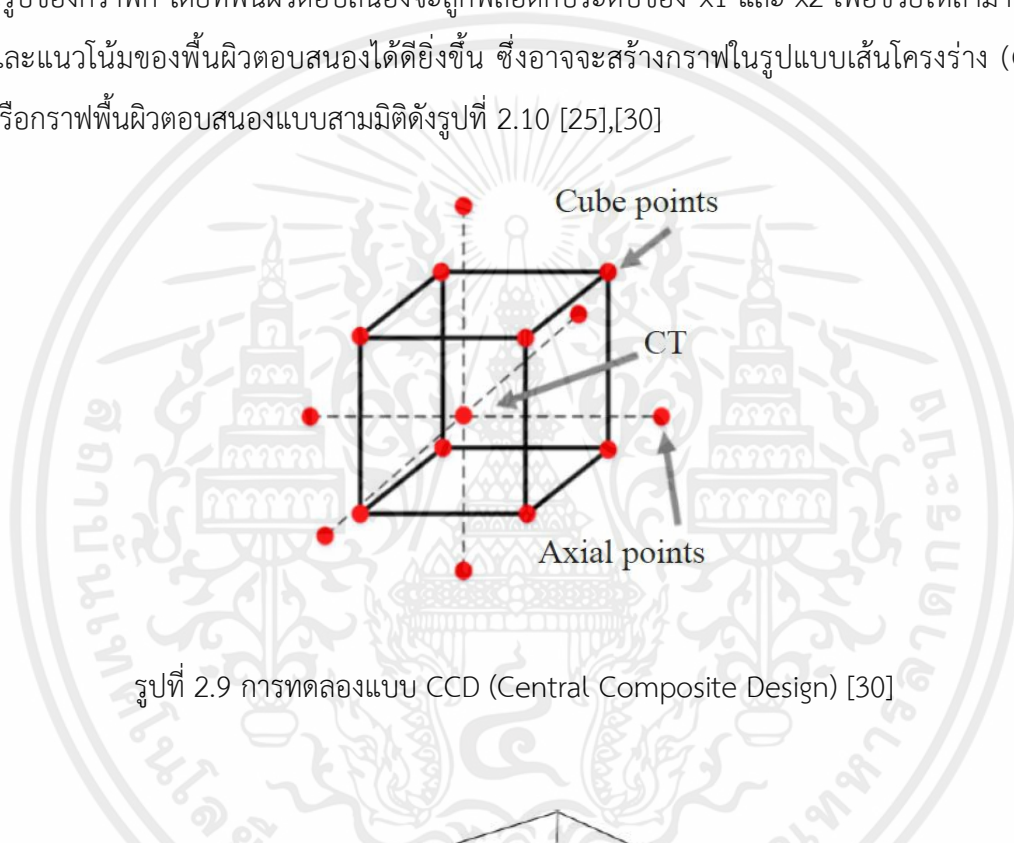 รูปของกราฟิก โดยที่พื้นผิวตอบสนองจะถูกพล็อตกับระดับของ x1 และ x2 เพื่อช่วยให้สามา
และแนวโน้มของพื้นผิวตอบสนองได้ดียิ่งขึ้น ซึ่งอาจจะสร้างกราฟในรูปแบบเส้นโครงร่าง (
รือกราฟพื้นผิวตอบสนองแบบสามมิติดังรูปที่ 2.10 [25],[30]
Cube points
CT
Axial points
รูปที่ 2.9 การทดลองแบบ CCD (Central Composite Design) [30]